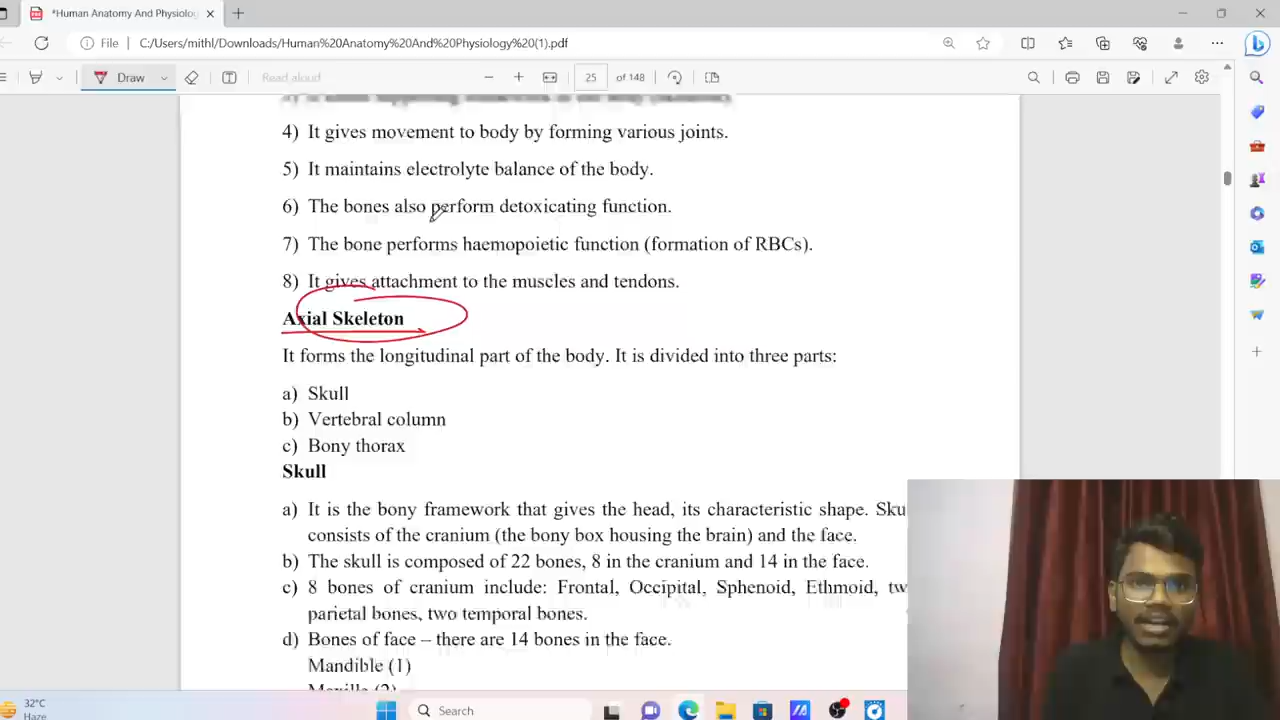 *Human Anatomy And Physiolog
File
C:/Users/mithl/Downloads/Human%20Anatomy%20And%20Physiology%20(1).pdf
Draw
Read aloud
25 of 148
4) It gives movement to body by forming various joints.
5) It maintains electrolyte balance of the body.
6) The bones also perform detoxicating function.
7) The bone performs haemopoietic function (formation of RBCs).
8) It gives attachment to the muscles and tendons.
Axial Skeleton
It forms the longitudinal part of the body. It is divided into three parts:
a) Skull
b) Vertebral column
c) Bony thorax
Skull
a) It is the bony framework that gives the head, its characteristic shape. Sku
consists of the cranium (the bony box housing the brain) and the face.
b) The skull is composed of 22 bones, 8 in the cranium and 14 in the face.
c) 8 bones of cranium include: Frontal, Occipital, Sphenoid, Ethmoid, tw
parietal bones, two temporal bones.
d) Bones of face – there are 14 bones in the face.
Mandible (1)
Maxille (2)
32°C
Haze
Search